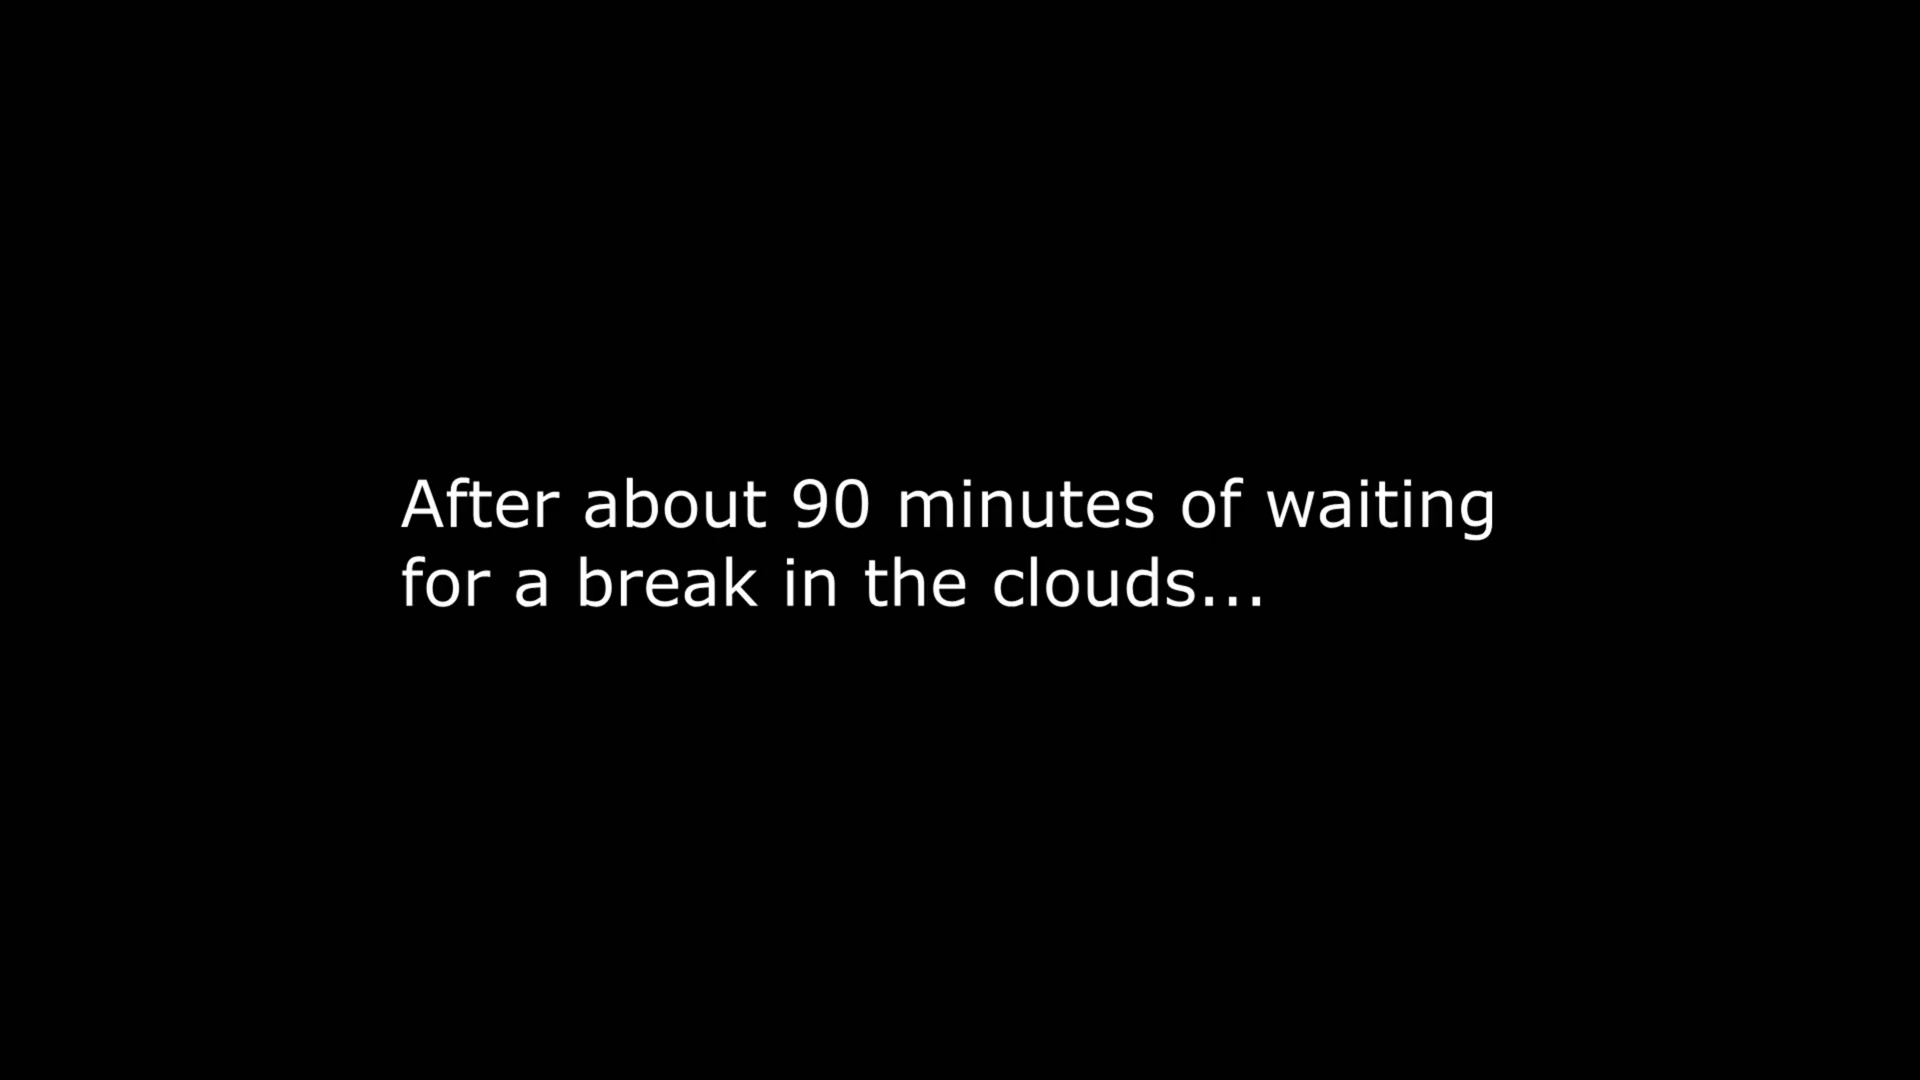 After about 90 minutes of waiting
for a break in the clouds...